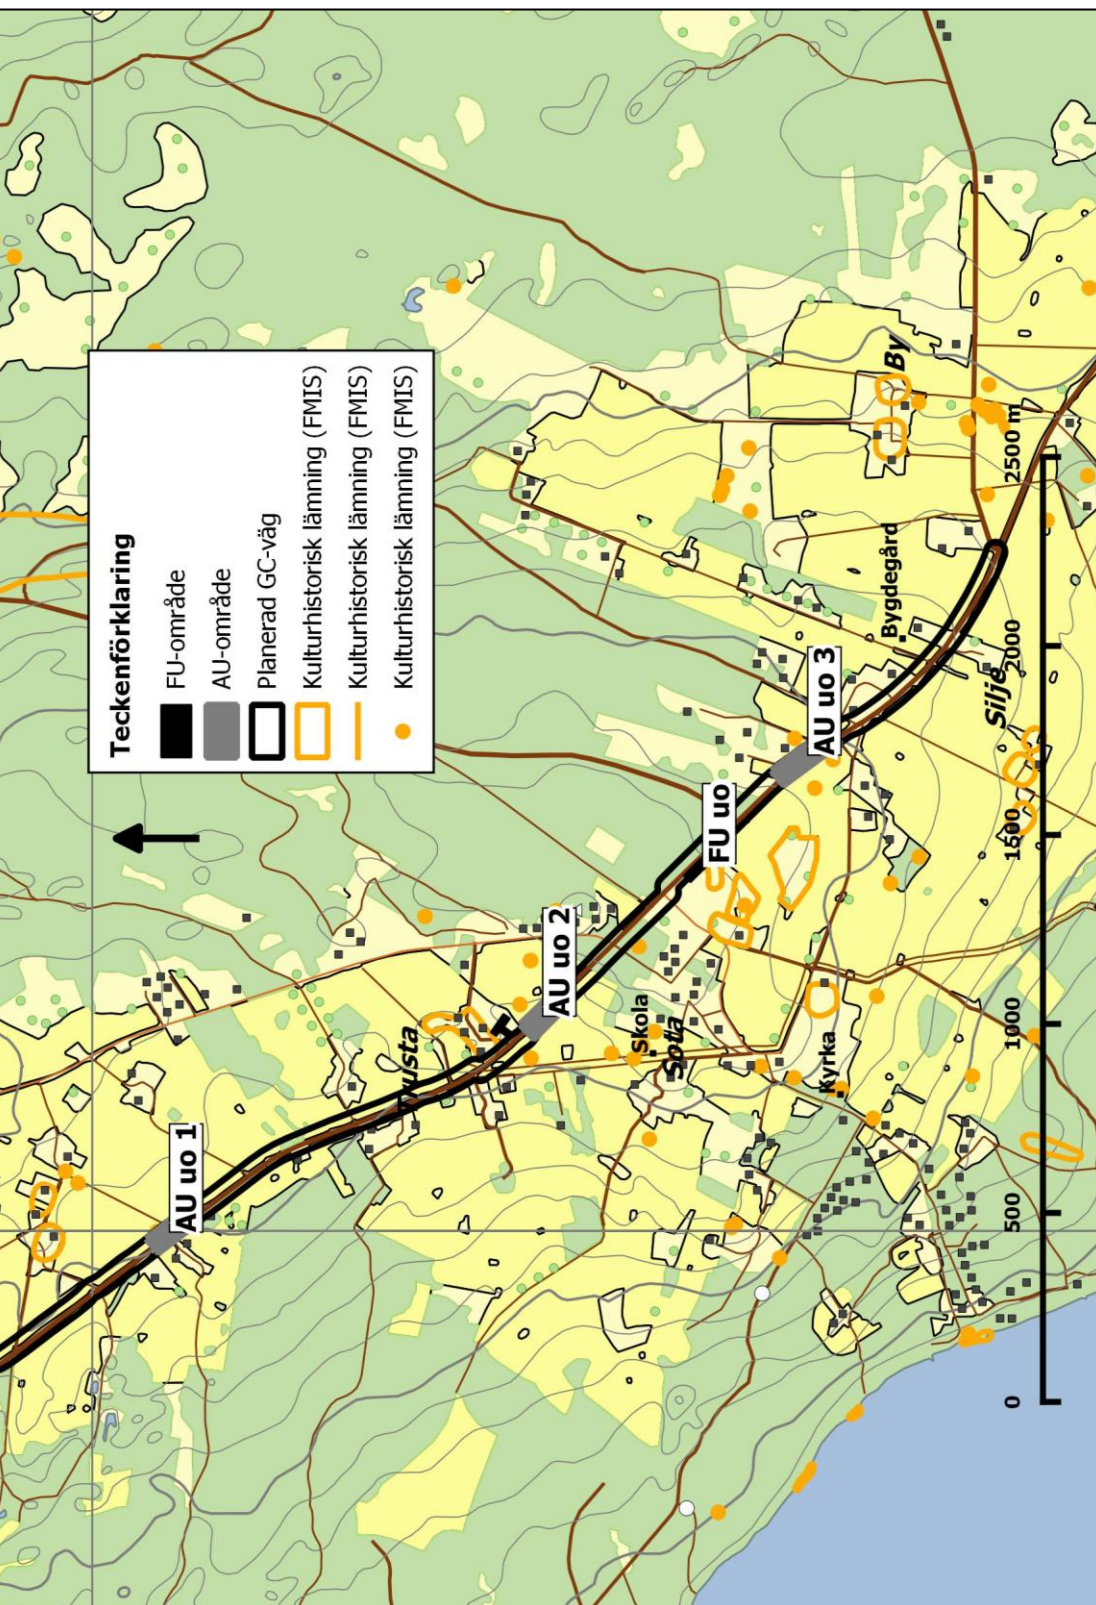 Teckenförklaring
FU-område
AU-område
Planerad GC-väg
Kulturhistorisk lämning (FMIS)
Kulturhistorisk lämning (FMIS)
Kulturhistorisk lämning (FMIS)
AU uo 1
AU uo 2
Skola
Sotia
Kyrka
FU uo
AU uo 3
Bygdegård
By
Silje
0 500 1000 1500 2000 2500 m